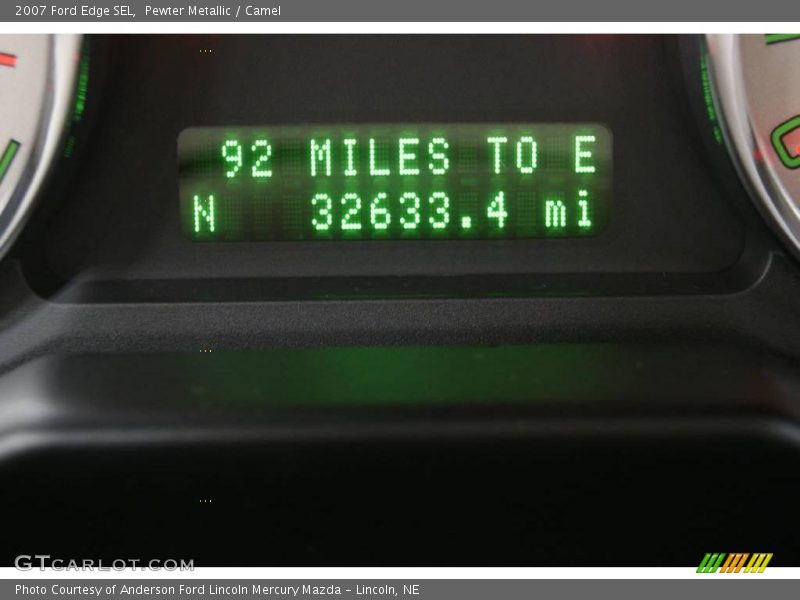 2007 Ford Edge SEL, Pewter Metallic / Camel
92 MILES TO E
N 32633.4 mi
GTCARLOT.COM
Photo Courtesy of Anderson Ford Lincoln Mercury Mazda - Lincoln, NE